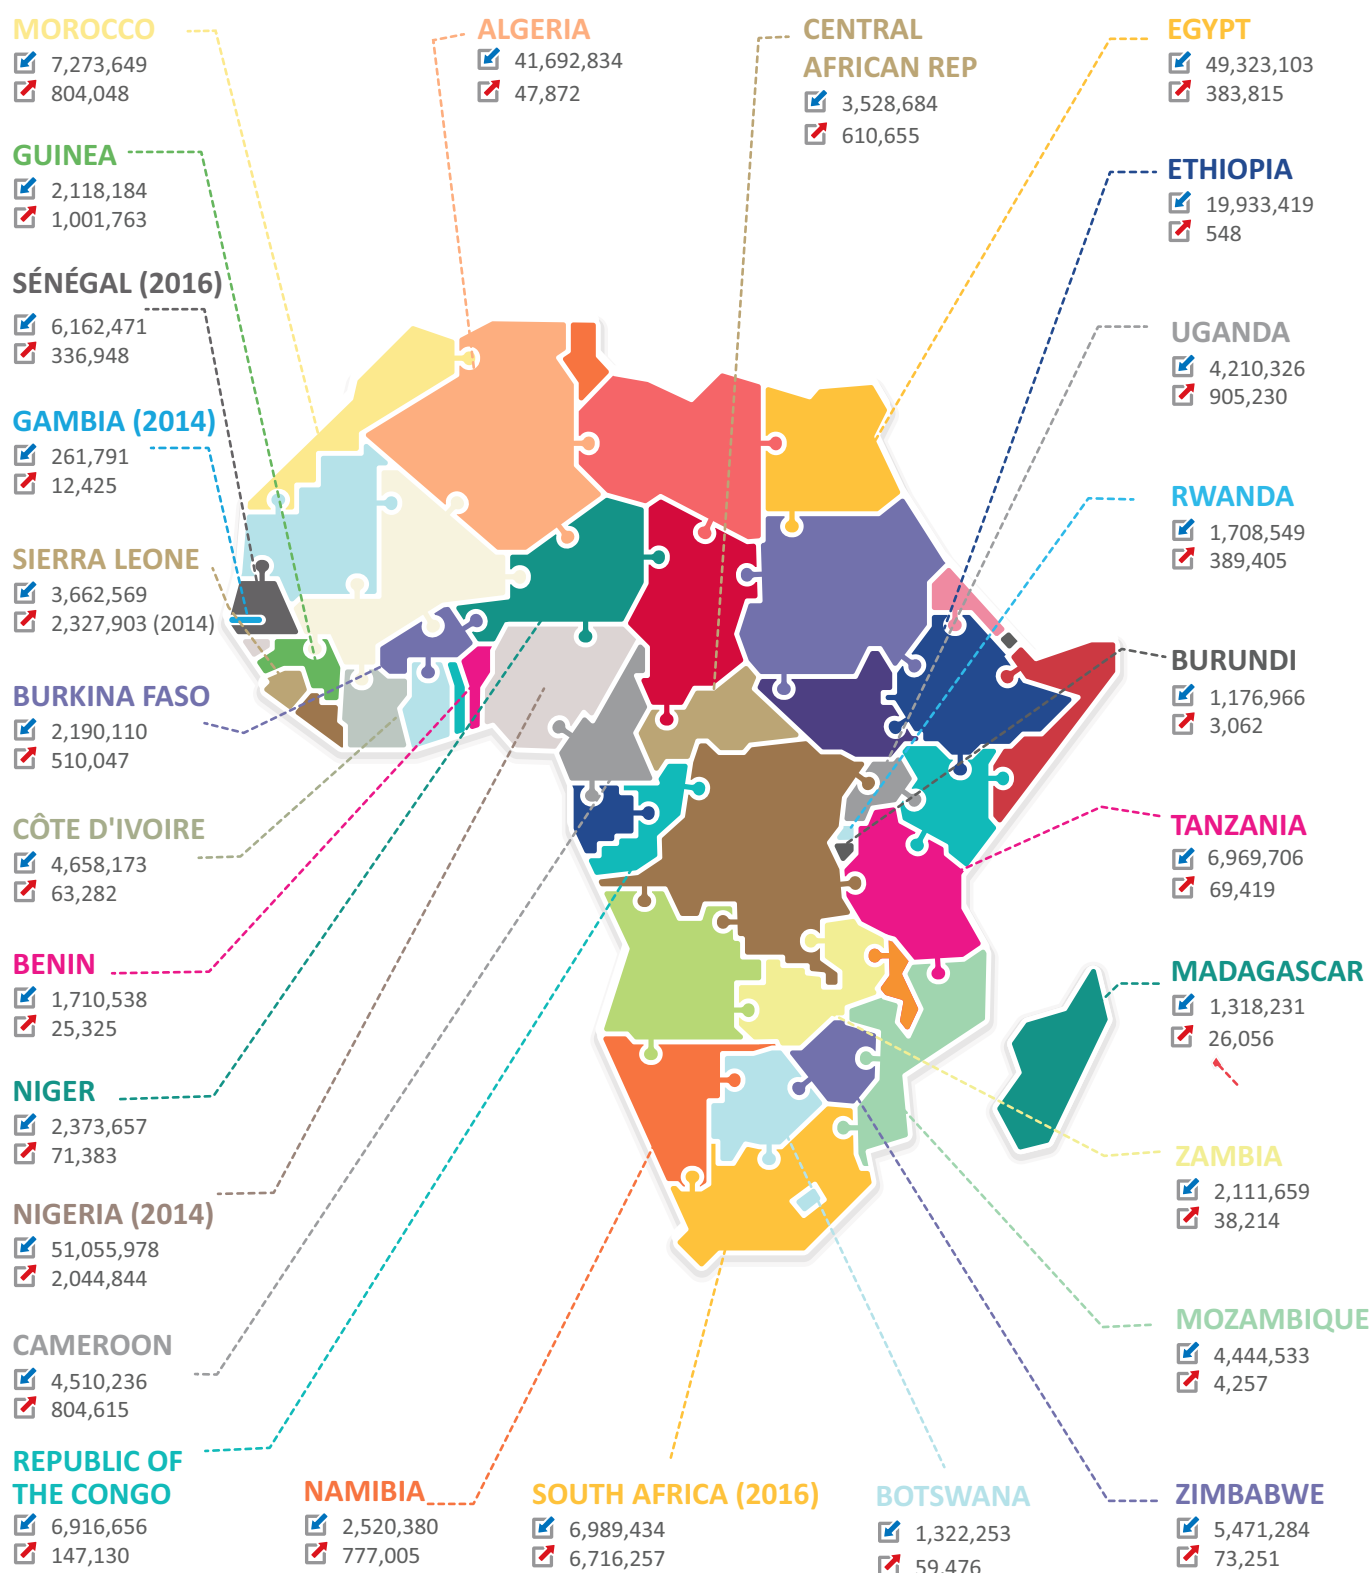 MOROCCO
7,273,649
804,048
ALGERIA
41,692,834
47,872
CENTRAL
AFRICAN REP
3,528,684
610,655
EGYPT
49,323,103
383,815
GUINEA
2,118,184
1,001,763
ETHIOPIA
19,933,419
548
SÉNÉGAL (2016)
6,162,471
336,948
UGANDA
4,210,326
905,230
GAMBIA (2014)
261,791
12,425
RWANDA
1,708,549
389,405
SIERRA LEONE
3,662,569
2,327,903 (2014)
BURUNDI
1,176,966
3,062
BURKINA FASO
2,190,110
510,047
CÔTE D'IVOIRE
4,658,173
63,282
TANZANIA
6,969,706
69,419
BENIN
1,710,538
25,325
MADAGASCAR
1,318,231
26,056
NIGER
2,373,657
71,383
ZAMBIA
2,111,659
38,214
NIGERIA (2014)
51,055,978
2,044,844
MOZAMBIQUE
4,444,533
4,257
CAMEROON
4,510,236
804,615
REPUBLIC OF
THE CONGO
6,916,656
147,130
NAMIBIA
2,520,380
777,005
SOUTH AFRICA (2016)
6,989,434
6,716,257
BOTSWANA
1,322,253
59,476
ZIMBABWE
5,471,284
73,251